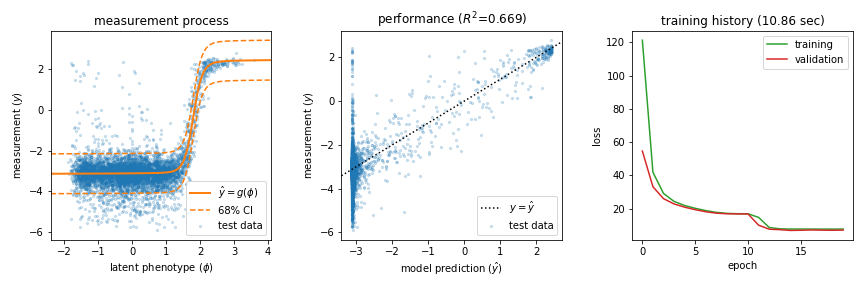 measurement process
measurement (y)
2
0
−2
−4
−6
−2
−1
0
1
2
3
4
latent phenotype (ϕ)
ŷ = g(ϕ)
68% CI
test data
performance (R²=0.669)
measurement (y)
2
0
−2
−4
−6
−3
−2
−1
0
1
2
model prediction (ŷ)
y = ŷ
test data
training history (10.86 sec)
loss
120
100
80
60
40
20
0
5
10
15
epoch
training
validation